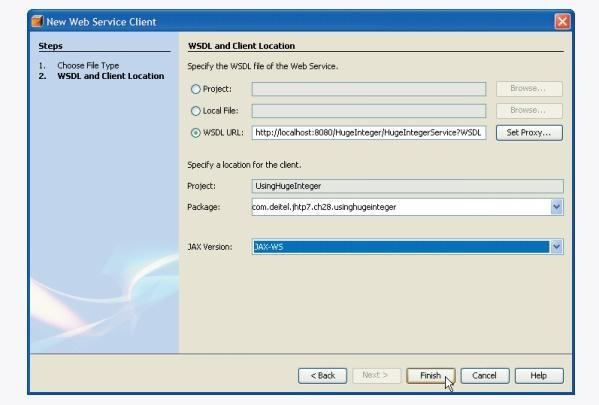 New Web Service Client
Steps
1. Choose File Type
2. WSDL and Client Location
WSDL and Client Location
Specify the WSDL file of the Web Service.
Project:
Browse...
Local File:
Browse...
WSDL URL: http://localhost:8080/HugeInteger/HugeIntegerService?WSDL Set Proxy...
Specify a location for the client.
Project: UsingHugeInteger
Package: com.deitel.jhtp7.ch28.usinghugeinteger
JAX Version: JAX-WS
< Back Next > Finish Cancel Help